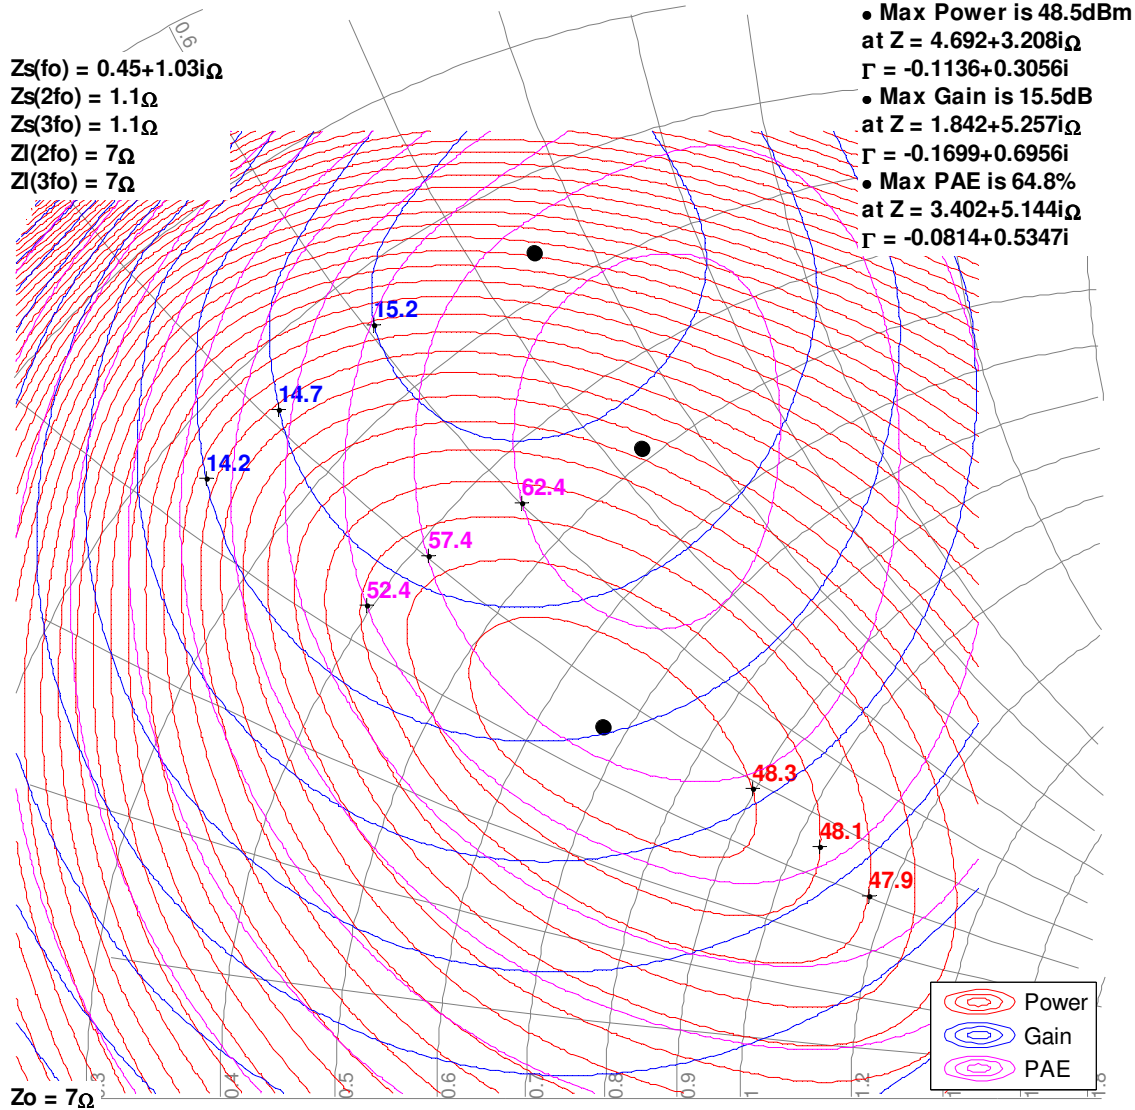 0.6
Zs(fo) = 0.45+1.03iΩ
Zs(2fo) = 1.1Ω
Zs(3fo) = 1.1Ω
Zl(2fo) = 7Ω
Zl(3fo) = 7Ω
• Max Power is 48.5dBm
at Z = 4.692+3.208iΩ
Γ = -0.1136+0.3056i
• Max Gain is 15.5dB
at Z = 1.842+5.257iΩ
Γ = -0.1699+0.6956i
• Max PAE is 64.8%
at Z = 3.402+5.144iΩ
Γ = -0.0814+0.5347i
15.2
14.7
14.2
62.4
57.4
52.4
48.3
48.1
47.9
Power
Gain
PAE
0.3
0.4
0.5
0.6
0.7
0.8
0.9
1
1.2
1.8
Zo = 7Ω